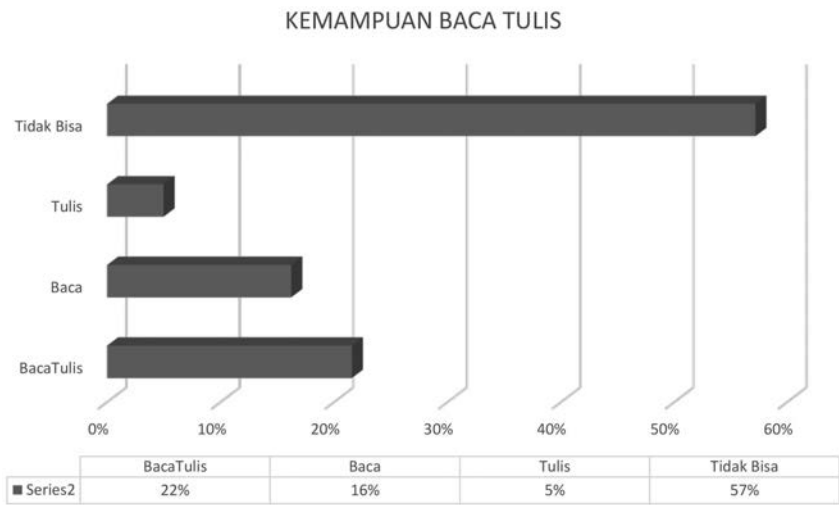 KEMAMPUAN BACA TULIS
Tidak Bisa
Tulis
Baca
BacaTulis
0% 10% 20% 30% 40% 50% 60%
BacaTulis Baca Tulis Tidak Bisa
Series2 22% 16% 5% 57%